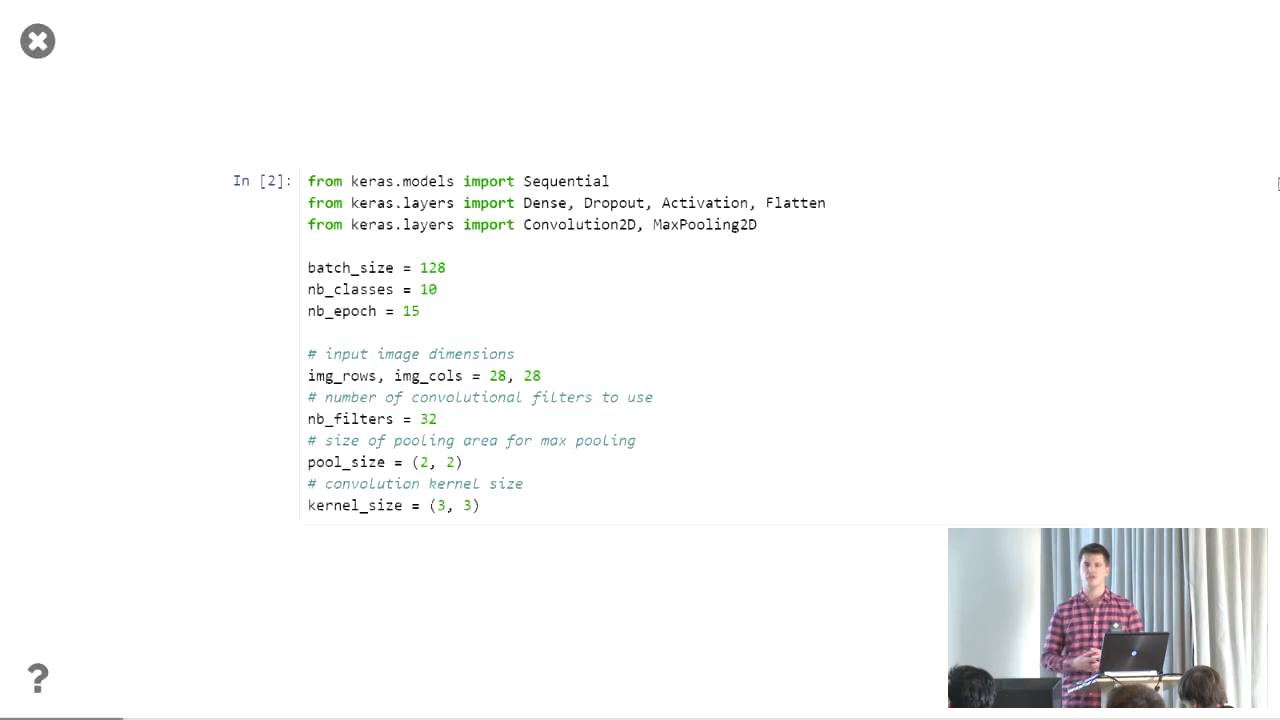 In [2]: from keras.models import Sequential
from keras.layers import Dense, Dropout, Activation, Flatten
from keras.layers import Convolution2D, MaxPooling2D
batch_size = 128
nb_classes = 10
nb_epoch = 15
# input image dimensions
img_rows, img_cols = 28, 28
# number of convolutional filters to use
nb_filters = 32
# size of pooling area for max pooling
pool_size = (2, 2)
# convolution kernel size
kernel_size = (3, 3)
?